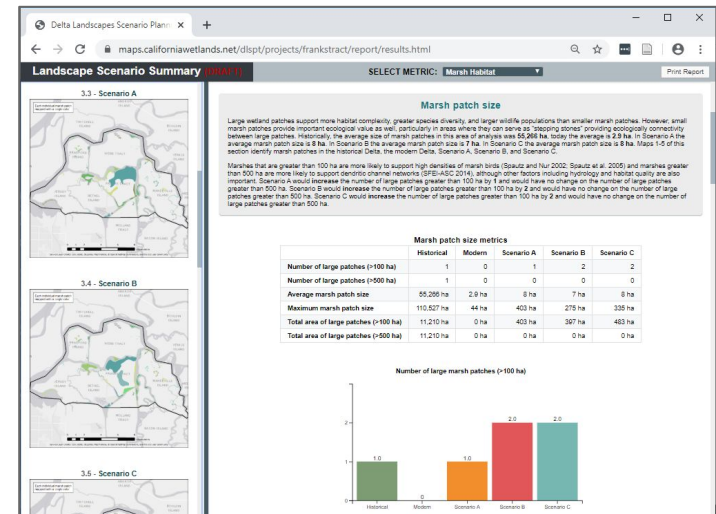 Delta Landscapes Scenario Plann
maps.californiawetlands.net/dlspt/projects/frankstract/report/results.html
Landscape Scenario Summary (DRAFT)
SELECT METRIC: Marsh Habitat
Print Report
3.3 - Scenario A
3.4 - Scenario B
3.5 - Scenario C
Marsh patch size
Large wetland patches support more habitat complexity, greater species diversity, and larger wildlife populations than smaller marsh patches. However, small
marsh patches provide important ecological value as well, particularly in areas where they can serve as "stepping stones" providing ecological connectivity
between large patches. Historically, the average size of marsh patches in this area of analysis was 55,266 ha, today the average is 2.9 ha. In Scenario A the
average patch size is 8 ha. In Scenario B the average marsh patch size is 7 ha. In Scenario C the average marsh patch size is 8 ha. Maps 1-5 of this
section identify marsh patches in the historical Delta, the modern Delta, Scenario A, Scenario B, and Scenario C.
Marshes that are greater than 100 ha are more likely to support high densities of marsh birds (Spautz and Nur 2002; Spautz et al. 2005) and marshes greater
than 500 ha are more likely to support dendritic channel networks (SFEI-ASC 2014), although other factors including hydrology and habitat quality are also
important. Scenario A would increase the number of large patches greater than 100 ha by 1 and would have no change on the number of large patches
greater than 500 ha. Scenario B would increase the number of large patches greater than 100 ha by 2 and would have no change on the number of large
patches greater than 500 ha. Scenario C would increase the number of large patches greater than 100 ha by 2 and would have no change on the number of
large patches greater than 500 ha.
Marsh patch size metrics
Historical Modern Scenario A Scenario B Scenario C
Number of large patches (>100 ha) 1 0 1 2 2
Number of large patches (>500 ha) 1 0 0 0 0
Average marsh patch size 55,266 ha 2.9 ha 8 ha 7 ha 8 ha
Maximum marsh patch size 110,527 ha 44 ha 403 ha 275 ha 335 ha
Total area of large patches (>100 ha) 11,210 ha 0 ha 403 ha 397 ha 483 ha
Total area of large patches (>500 ha) 11,210 ha 0 ha 0 ha 0 ha 0 ha
Number of large marsh patches (>100 ha)
2
1
0
1.0
0
1.0
2.0
2.0
Historical Modern Scenario A Scenario B Scenario C